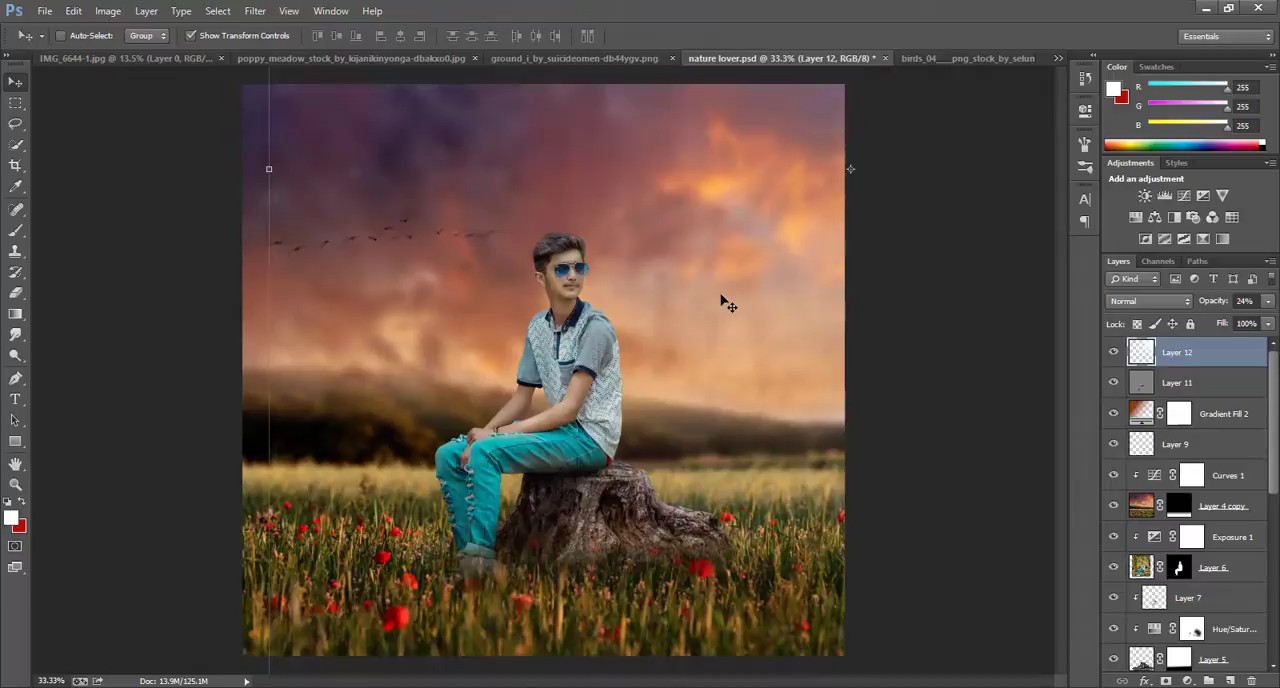 Ps File Edit Image Layer Type Select Filter View Window Help
Auto-Select: Group Show Transform Controls Essentials
IMG_6644-1.jpg @ 13.5% (Layer 0, RGB/... × poppy_meadow_stock_by_kijanikinyonga-dbakxx0.jpg × ground_i_by_suicideomen-db44ygv.png × nature lover.psd @ 33.3% (Layer 12, RGB/8) * × birds_04___png_stock_by_selun
Color Swatches
R 255
G 255
B 255
Adjustments Styles
Add an adjustment
Layers Channels Paths
Kind
Normal Opacity: 24%
Lock: Fill: 100%
Layer 12
Layer 11
Gradient Fill 2
Layer 9
Curves 1
Layer 4 copy
Exposure 1
Layer 6
Layer 7
Hue/Satur...
Layer 5
33.33% Doc: 13.9M/125.1M